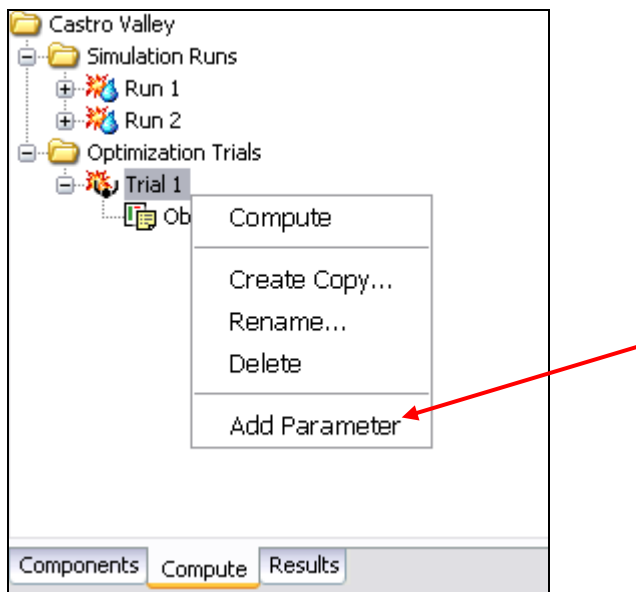 Castro Valley
Simulation Runs
Run 1
Run 2
Optimization Trials
Trial 1
Ob
Compute
Create Copy...
Rename...
Delete
Add Parameter
Components Compute Results